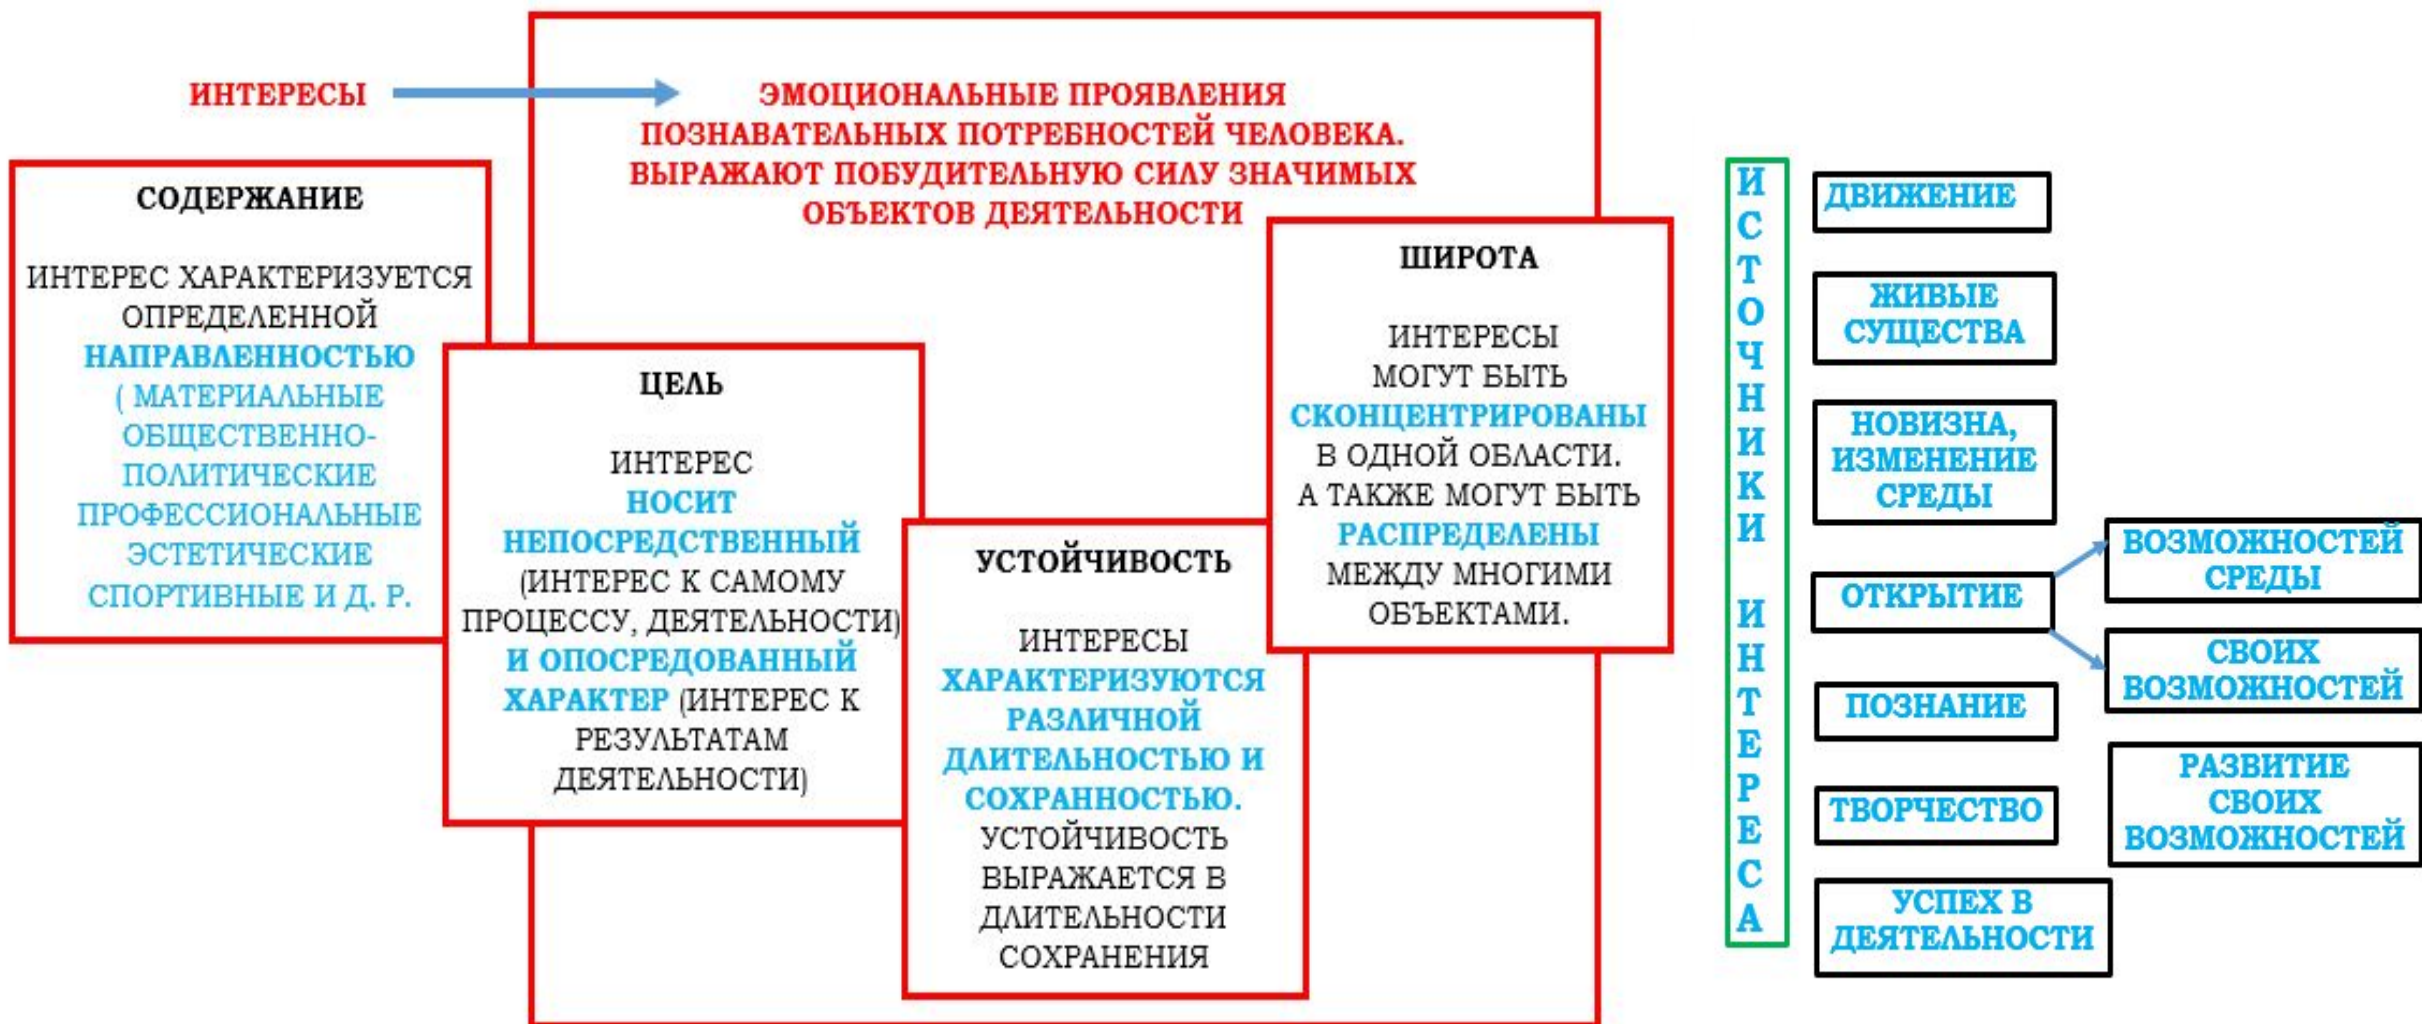 ИНТЕРЕСЫ
ЭМОЦИОНАЛЬНЫЕ ПРОЯВЛЕНИЯ
ПОЗНАВАТЕЛЬНЫХ ПОТРЕБНОСТЕЙ ЧЕЛОВЕКА.
ВЫРАЖАЮТ ПОБУДИТЕЛЬНУЮ СИЛУ ЗНАЧИМЫХ
ОБЪЕКТОВ ДЕЯТЕЛЬНОСТИ
СОДЕРЖАНИЕ
ИНТЕРЕС ХАРАКТЕРИЗУЕТСЯ
ОПРЕДЕЛЕННОЙ
НАПРАВЛЕННОСТЬЮ
( МАТЕРИАЛЬНЫЕ
ОБЩЕСТВЕННО-
ПОЛИТИЧЕСКИЕ
ПРОФЕССИОНАЛЬНЫЕ
ЭСТЕТИЧЕСКИЕ
СПОРТИВНЫЕ И Д. Р.
ЦЕЛЬ
ИНТЕРЕС
НОСИТ
НЕПОСРЕДСТВЕННЫЙ
(ИНТЕРЕС К САМОМУ
ПРОЦЕССУ, ДЕЯТЕЛЬНОСТИ)
И ОПОСРЕДОВАННЫЙ
ХАРАКТЕР (ИНТЕРЕС К
РЕЗУЛЬТАТАМ
ДЕЯТЕЛЬНОСТИ)
УСТОЙЧИВОСТЬ
ИНТЕРЕСЫ
ХАРАКТЕРИЗУЮТСЯ
РАЗЛИЧНОЙ
ДЛИТЕЛЬНОСТЬЮ И
СОХРАННОСТЬЮ.
УСТОЙЧИВОСТЬ
ВЫРАЖАЕТСЯ В
ДЛИТЕЛЬНОСТИ
СОХРАНЕНИЯ
ШИРОТА
ИНТЕРЕСЫ
МОГУТ БЫТЬ
СКОНЦЕНТРИРОВАНЫ
В ОДНОЙ ОБЛАСТИ.
А ТАКЖЕ МОГУТ БЫТЬ
РАСПРЕДЕЛЕНЫ
МЕЖДУ МНОГИМИ
ОБЪЕКТАМИ.
ИСТОЧНИКИ ИНТЕРЕСА
ДВИЖЕНИЕ
ЖИВЫЕ
СУЩЕСТВА
НОВИЗНА,
ИЗМЕНЕНИЕ
СРЕДЫ
ОТКРЫТИЕ
ВОЗМОЖНОСТЕЙ
СРЕДЫ
СВОИХ
ВОЗМОЖНОСТЕЙ
ПОЗНАНИЕ
ТВОРЧЕСТВО
РАЗВИТИЕ
СВОИХ
ВОЗМОЖНОСТЕЙ
УСПЕХ В
ДЕЯТЕЛЬНОСТИ